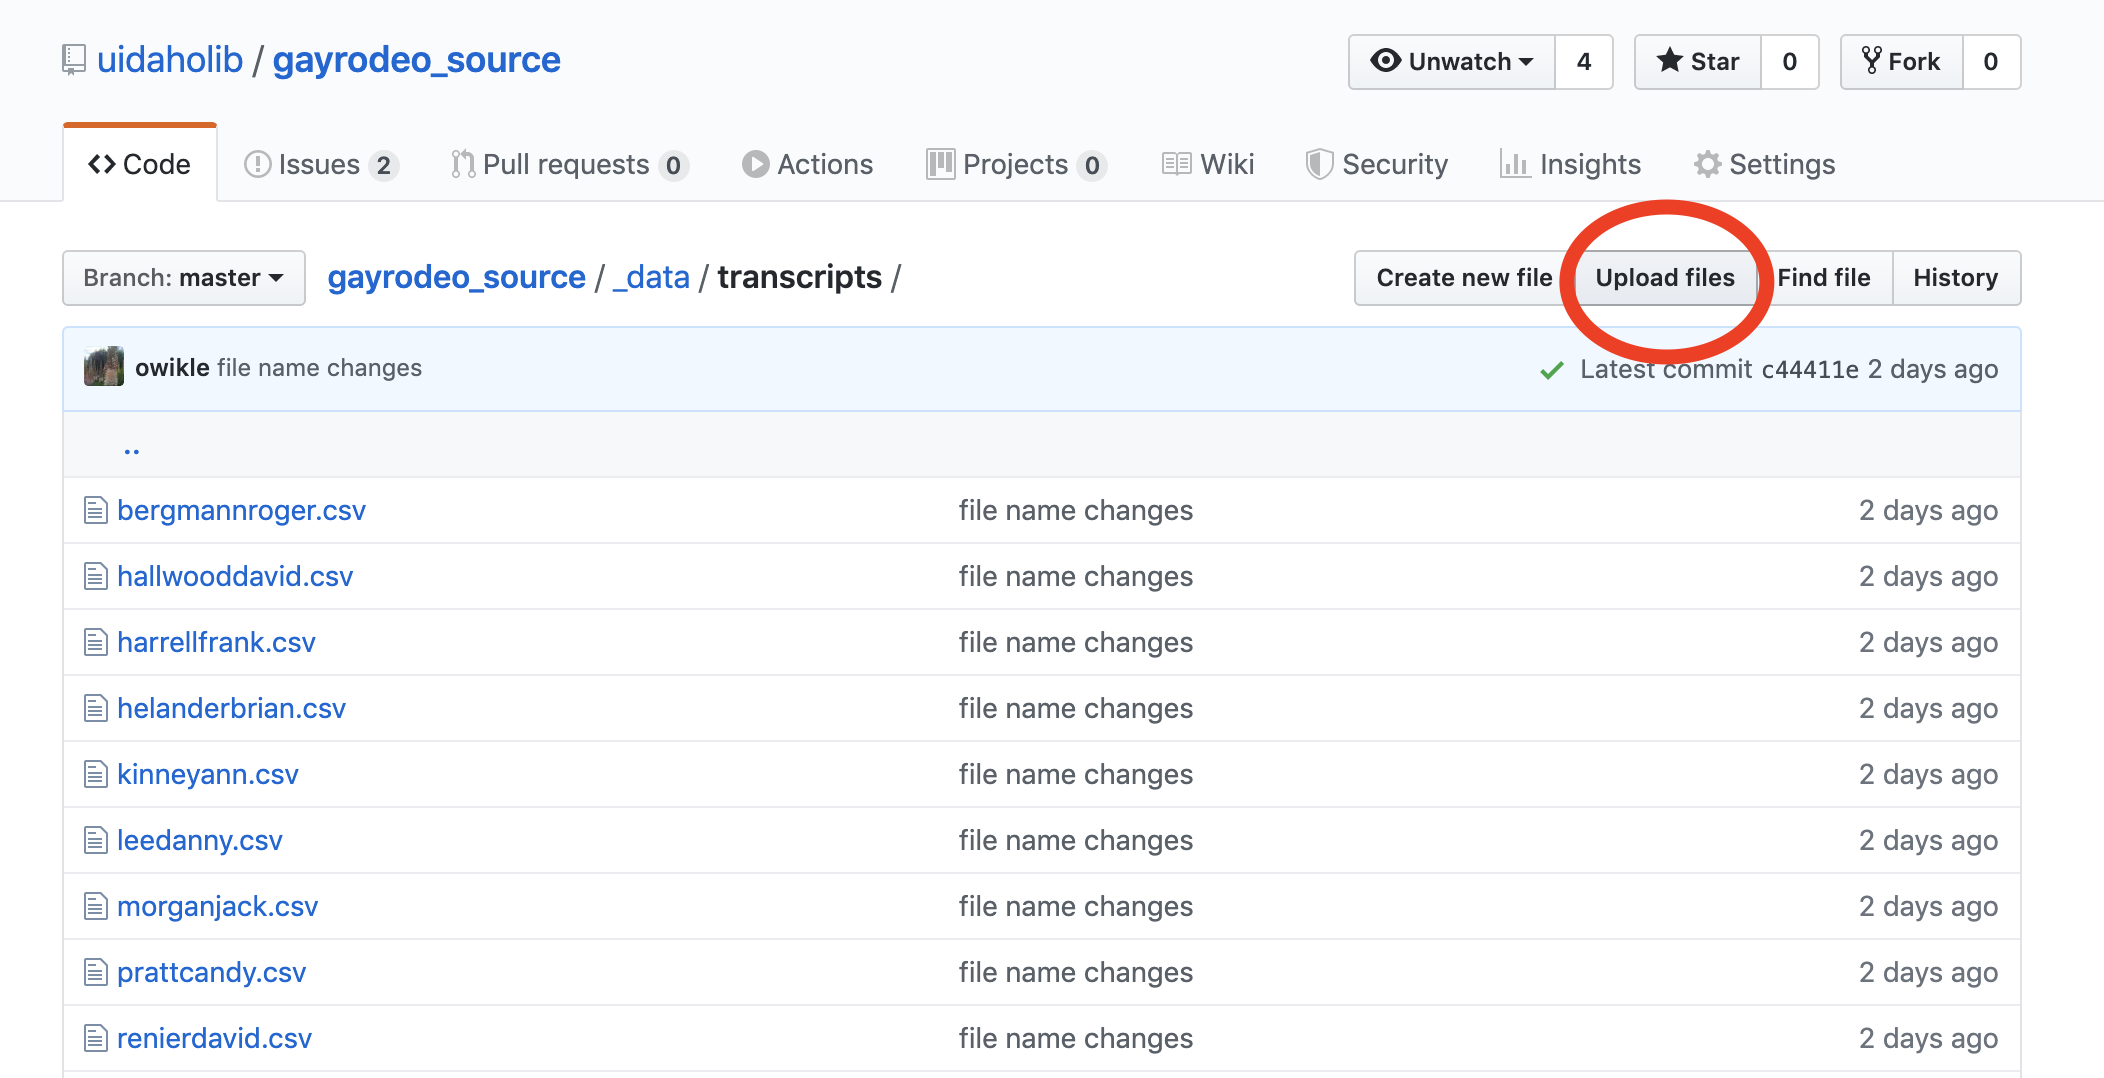 uidaholib / gayrodeo_source Unwatch 4 Star 0 Fork 0
Code Issues 2 Pull requests 0 Actions Projects 0 Wiki Security Insights Settings
Branch: master gayrodeo_source / _data / transcripts / Create new file Upload files Find file History
owikle file name changes Latest commit c44411e 2 days ago
..
bergmannroger.csv file name changes 2 days ago
hallwooddavid.csv file name changes 2 days ago
harrellfrank.csv file name changes 2 days ago
helanderbrian.csv file name changes 2 days ago
kinneyann.csv file name changes 2 days ago
leedanny.csv file name changes 2 days ago
morganjack.csv file name changes 2 days ago
prattcandy.csv file name changes 2 days ago
renierdavid.csv file name changes 2 days ago